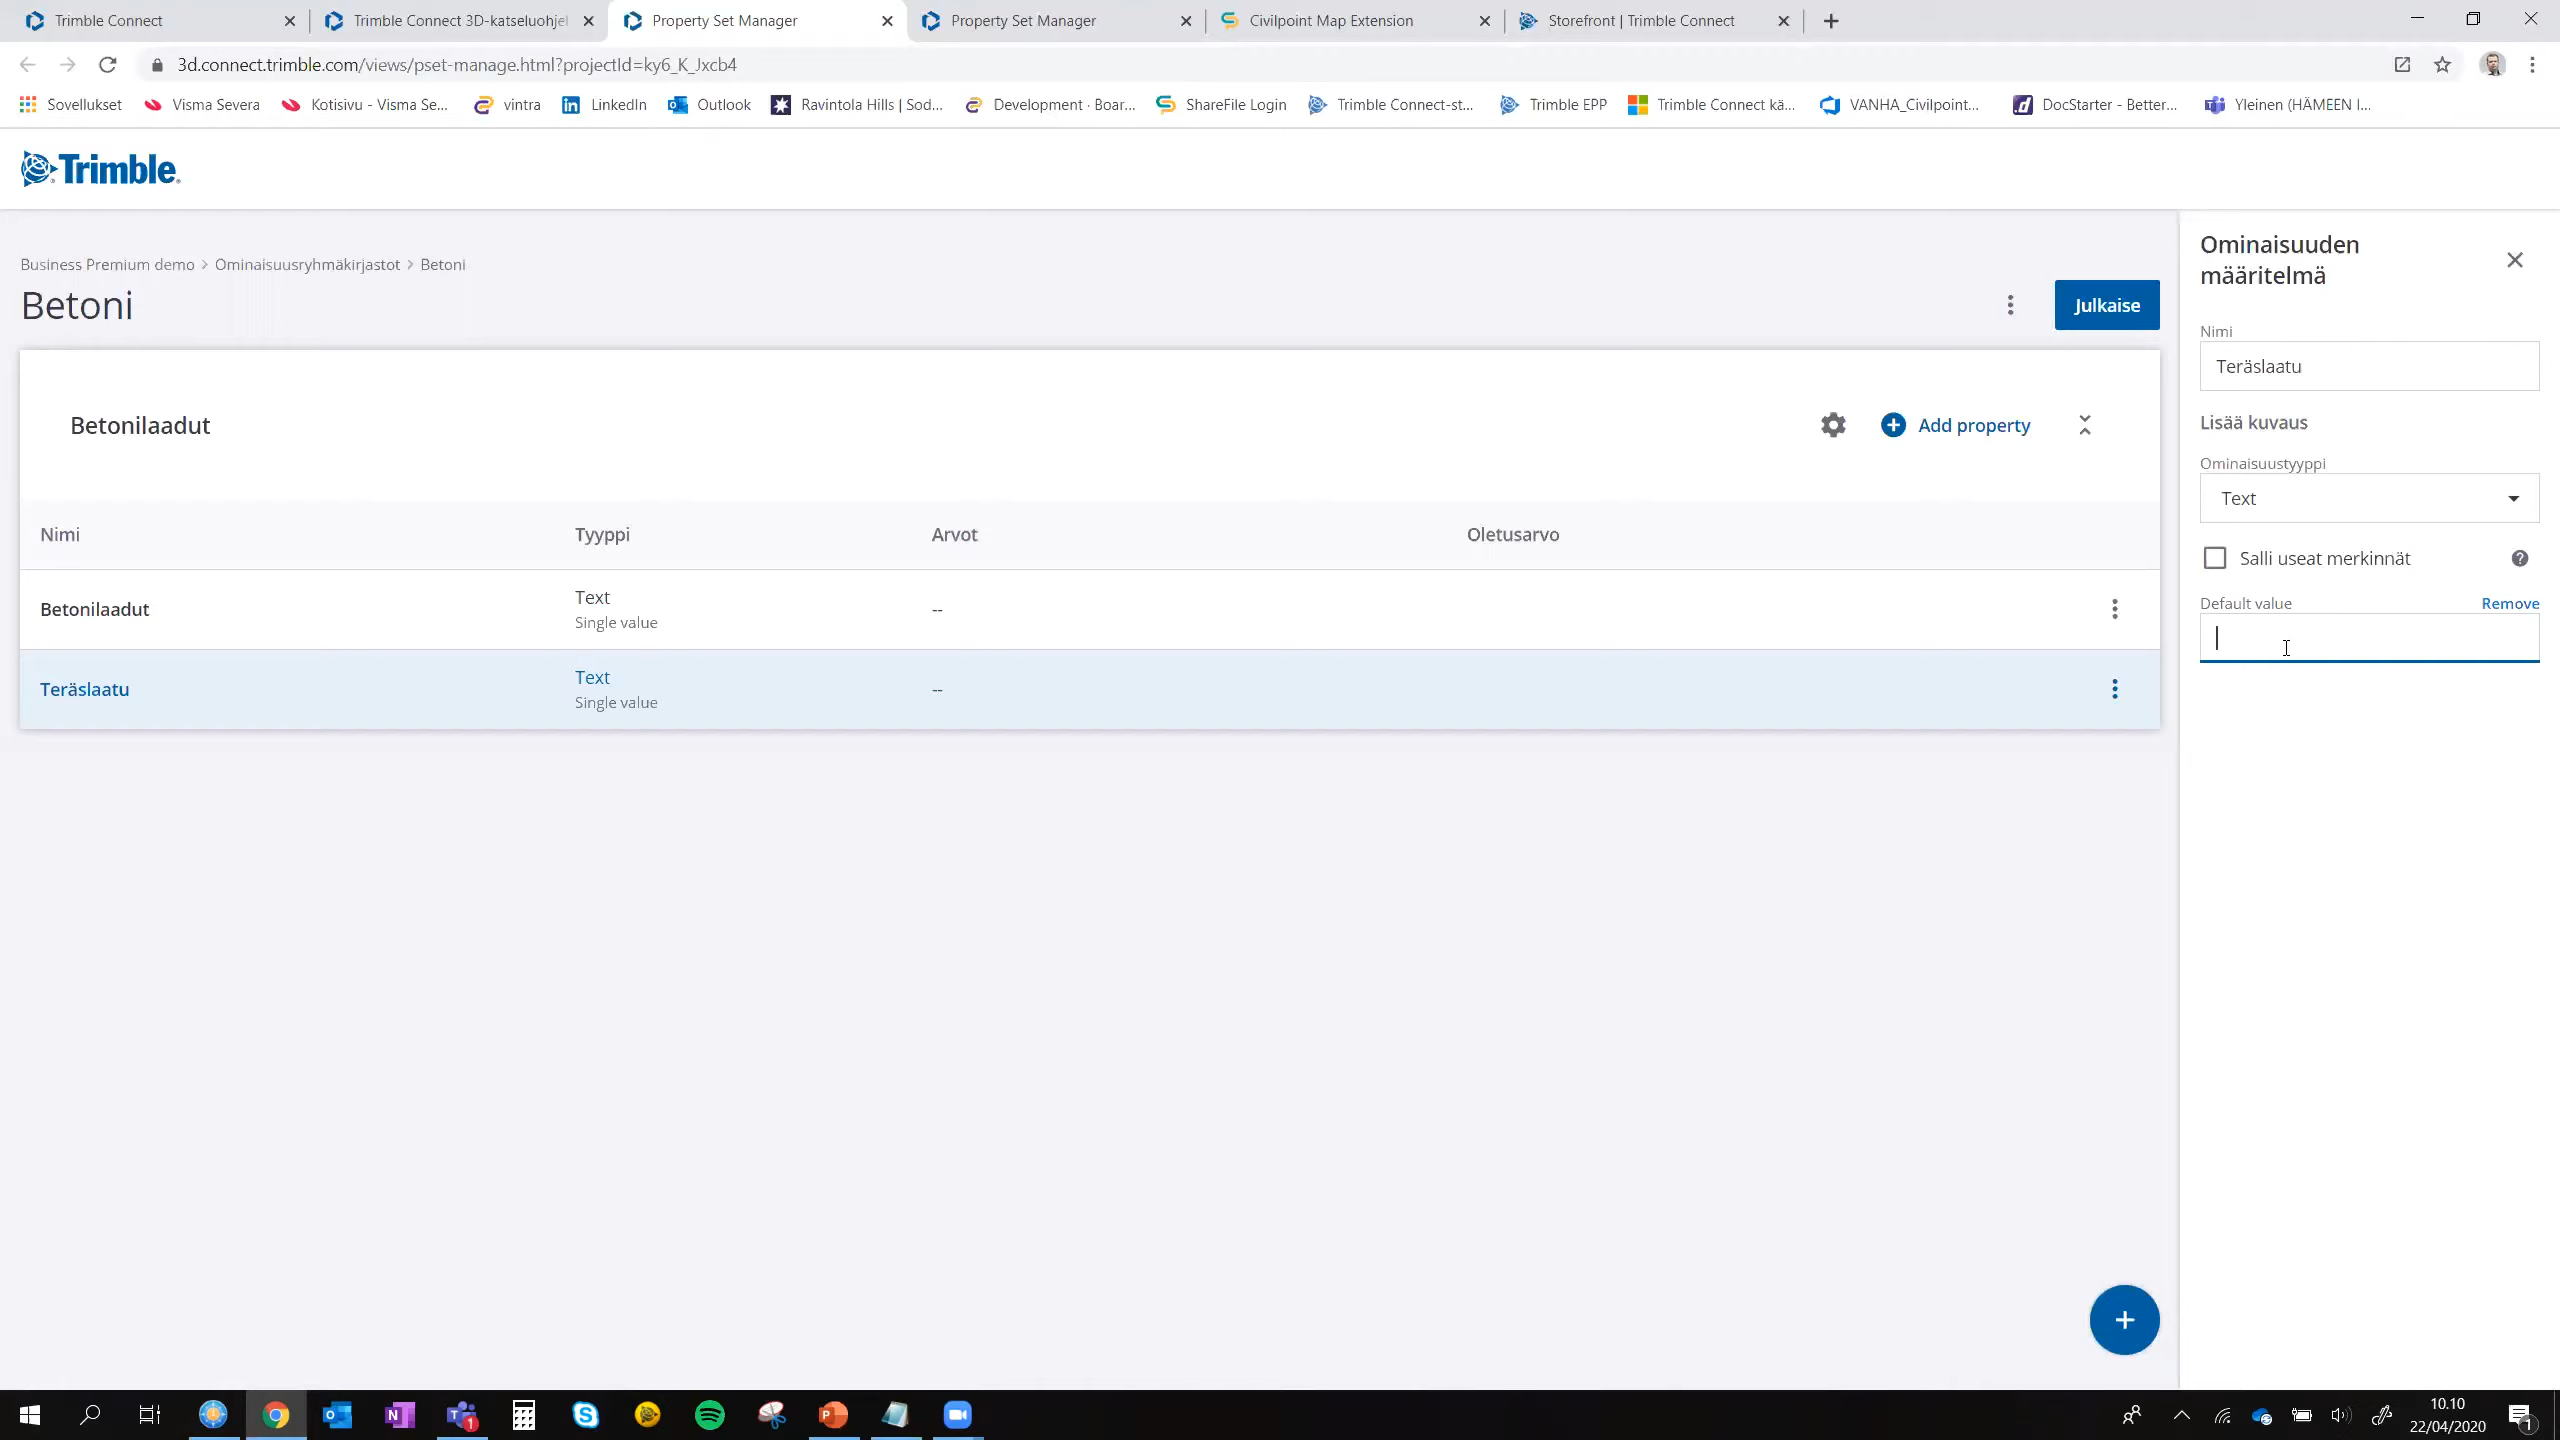 Trimble Connect
Trimble Connect 3D-katseluohjel
Property Set Manager
Property Set Manager
Civilpoint Map Extension
Storefront | Trimble Connect
3d.connect.trimble.com/views/pset-manage.html?projectId=ky6_K_Jxcb4
Sovellukset
Visma Severa
Kotisivu - Visma Se...
vintra
LinkedIn
Outlook
Ravintola Hills | Sod...
Development · Boar...
ShareFile Login
Trimble Connect-st...
Trimble EPP
Trimble Connect kä...
VANHA_Civilpoint...
DocStarter - Better...
Yleinen (HÄMEEN I...
Trimble
Business Premium demo > Ominaisuusryhmäkirjastot > Betoni
Betoni
Julkaise
Betonilaadut
Add property
Nimi Tyyppi Arvot Oletusarvo
Betonilaadut Text --
Single value
Teräslaatu Text --
Single value
Ominaisuuden
määritelmä
Nimi
Teräslaatu
Lisää kuvaus
Ominaisuustyyppi
Text
Salli useat merkinnät
Default value Remove
10.10
22/04/2020